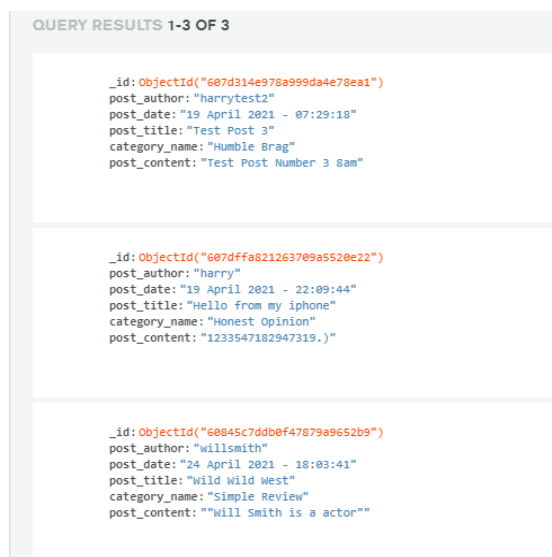 QUERY RESULTS 1-3 OF 3
_id: ObjectId("607d314e978a999da4e78ea1")
post_author: "harrytest2"
post_date: "19 April 2021 - 07:29:18"
post_title: "Test Post 3"
category_name: "Humble Brag"
post_content: "Test Post Number 3 8am"
_id: ObjectId("607dffa821263709a5520e22")
post_author: "harry"
post_date: "19 April 2021 - 22:09:44"
post_title: "Hello from my iphone"
category_name: "Honest Opinion"
post_content: "1233547182947319.)"
_id: ObjectId("60845c7ddb0f47879a9652b9")
post_author: "willsmith"
post_date: "24 April 2021 - 18:03:41"
post_title: "Wild Wild West"
category_name: "Simple Review"
post_content: ""Will Smith is a actor""